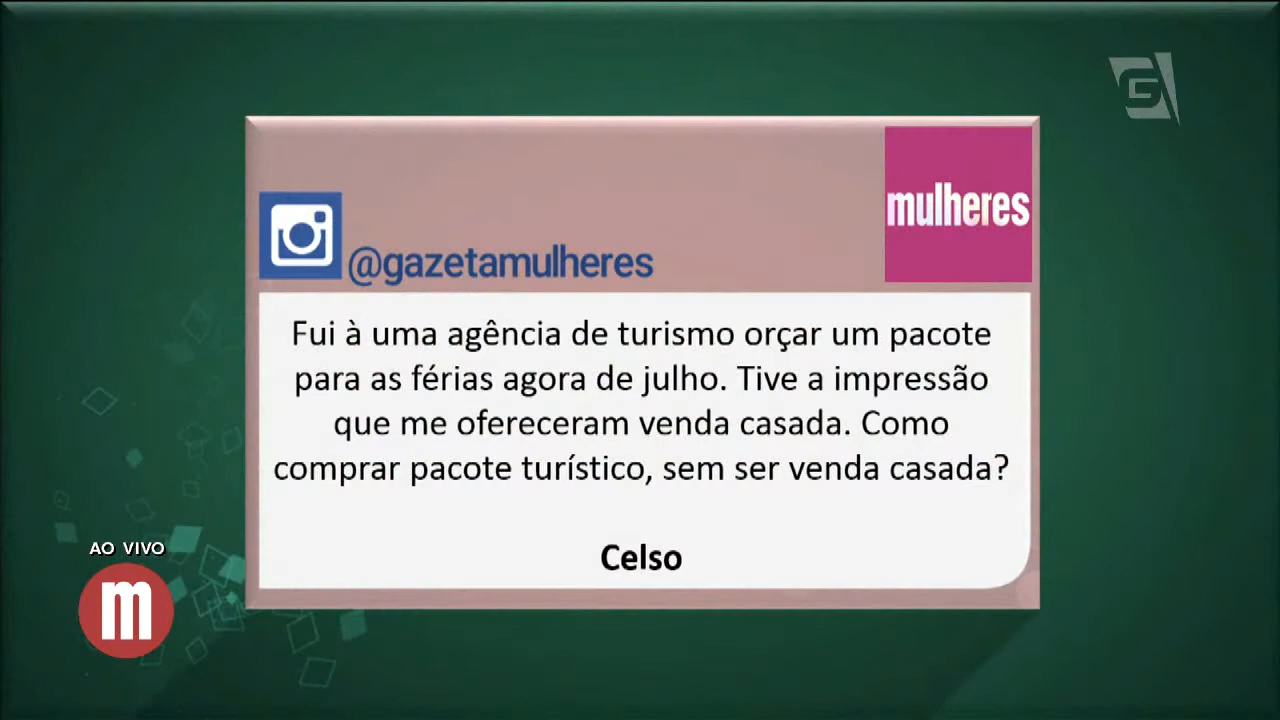 G
mulheres
@gazetamulheres
Fui à uma agência de turismo orçar um pacote
para as férias agora de julho. Tive a impressão
que me ofereceram venda casada. Como
comprar pacote turístico, sem ser venda casada?
Celso
AO VIVO
m